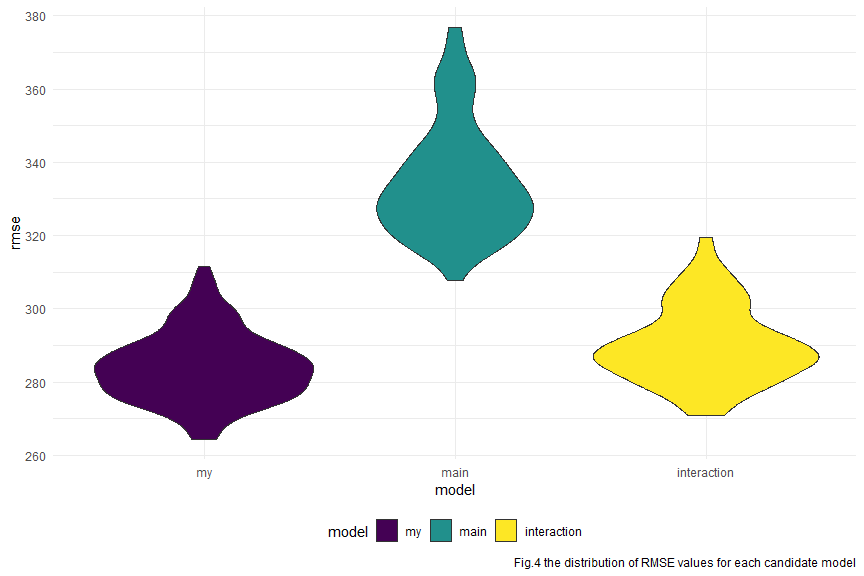 380
360
340
320
300
280
260
rmse
my main interaction
model
model my main interaction
Fig.4 the distribution of RMSE values for each candidate model